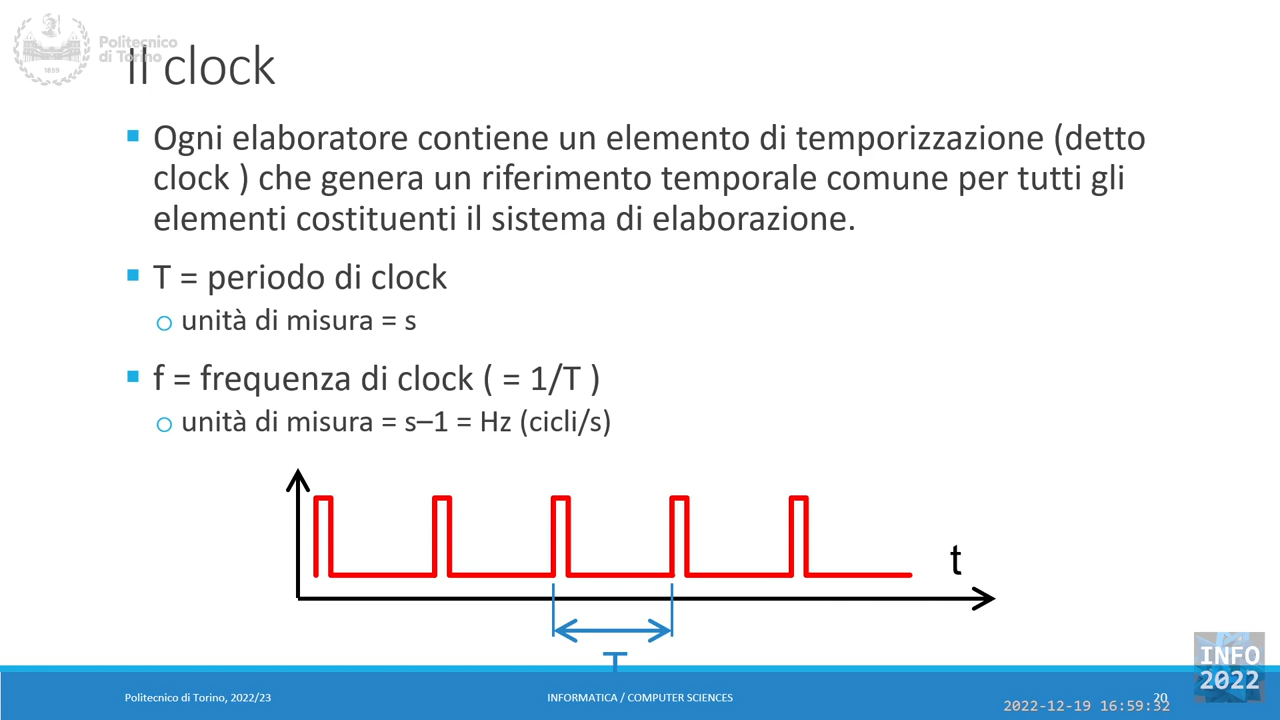 Politecnico
di Torino
1859
Il clock
Ogni elaboratore contiene un elemento di temporizzazione (detto
clock ) che genera un riferimento temporale comune per tutti gli
elementi costituenti il sistema di elaborazione.
T = periodo di clock
unità di misura = s
f = frequenza di clock ( = 1/T )
unità di misura = s–1 = Hz (cicli/s)
t
T
Politecnico di Torino, 2022/23
INFORMATICA / COMPUTER SCIENCES
20
INFO
2022
2022-12-19 16:59:32